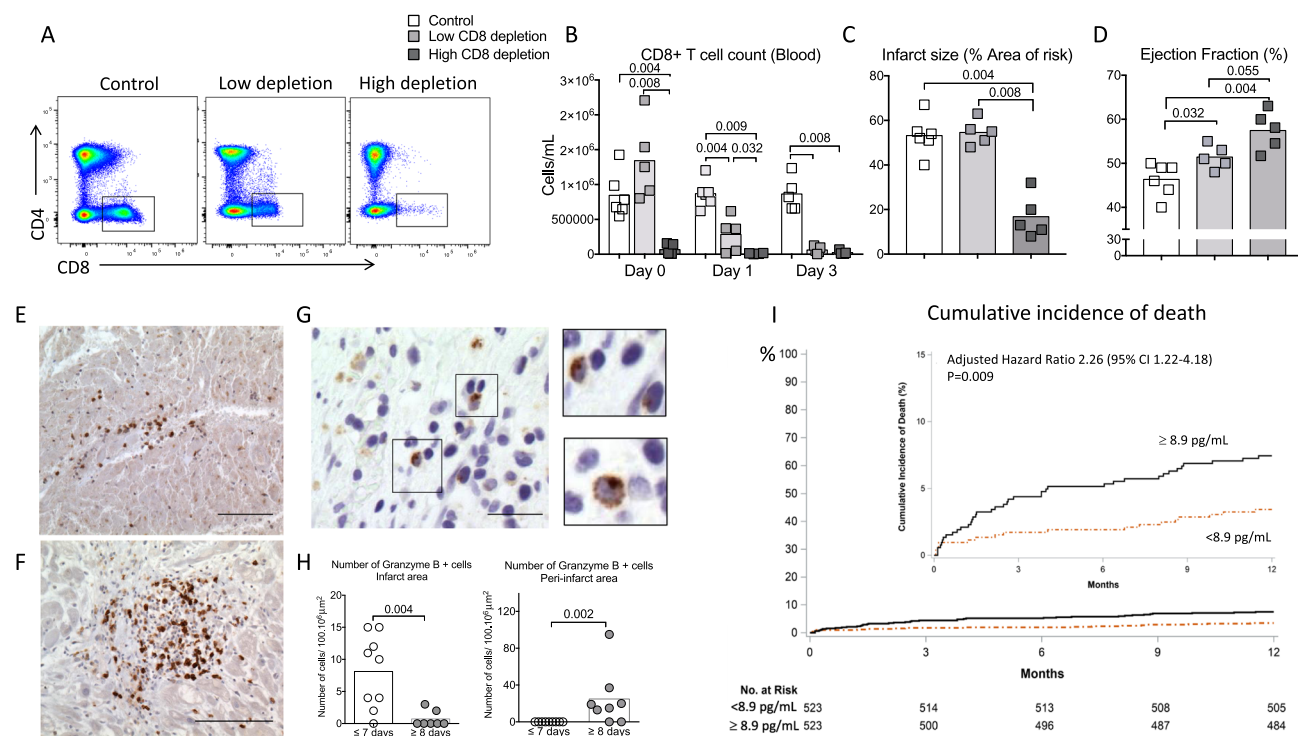 Control
Low CD8 depletion
High CD8 depletion
A
Control
Low depletion
High depletion
CD4
CD8
B
CD8+ T cell count (Blood)
Cells/mL
3×10⁶
2×10⁶
2×10⁶
1×10⁶
500000
0
0.004
0.008
0.009
0.004
0.032
0.008
Day 0
Day 1
Day 3
C
Infarct size (% Area of risk)
80
60
40
20
0
0.004
0.008
D
Ejection Fraction (%)
70
60
50
40
30
0
0.055
0.004
0.032
E
F
G
H
Number of Granzyme B + cells
Infarct area
Number of cells/ 100.10⁶µm2
20
15
10
5
0
0.004
≤ 7 days
≥ 8 days
Number of Granzyme B + cells
Peri-infarct area
Number of cells/ 100.10⁶µm2
120
80
40
0
0.002
≤ 7 days
≥ 8 days
I
Cumulative incidence of death
%
100
90
80
70
60
50
40
30
20
10
0
0
3
6
9
12
Months
Adjusted Hazard Ratio 2.26 (95% CI 1.22-4.18)
P=0.009
Cumulative Incidence of Death (%)
15
10
5
0
≥ 8.9 pg/mL
<8.9 pg/mL
0
3
6
9
12
Months
No. at Risk
<8.9 pg/mL 523 514 513 508 505
≥ 8.9 pg/mL 523 500 496 487 484